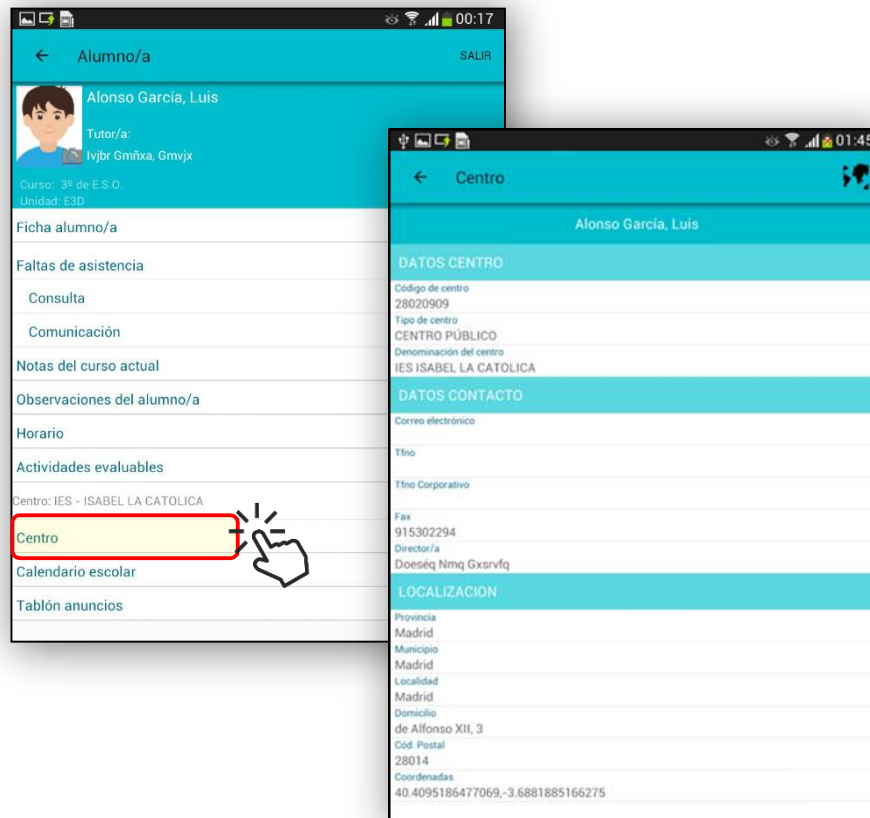 00:17
Alumno/a
SALIR
Alonso García, Luis
Tutor/a:
Ivjbr Gmñxa, Gmvjx
Curso: 3º de E.S.O.
Unidad: E3D
Ficha alumno/a
Faltas de asistencia
Consulta
Comunicación
Notas del curso actual
Observaciones del alumno/a
Horario
Actividades evaluables
Centro: IES - ISABEL LA CATOLICA
Centro
Calendario escolar
Tablón anuncios
01:45
Centro
Alonso García, Luis
DATOS CENTRO
Código de centro
28020909
Tipo de centro
CENTRO PÚBLICO
Denominación del centro
IES ISABEL LA CATOLICA
DATOS CONTACTO
Correo electrónico
Tfno
Tfno Corporativo
Fax
915302294
Director/a
Doeséq Nmq Gxsrvfq
LOCALIZACION
Provincia
Madrid
Municipio
Madrid
Localidad
Madrid
Domicilio
de Alfonso XII, 3
Cód. Postal
28014
Coordenadas
40.4095186477069,-3.6881885166275